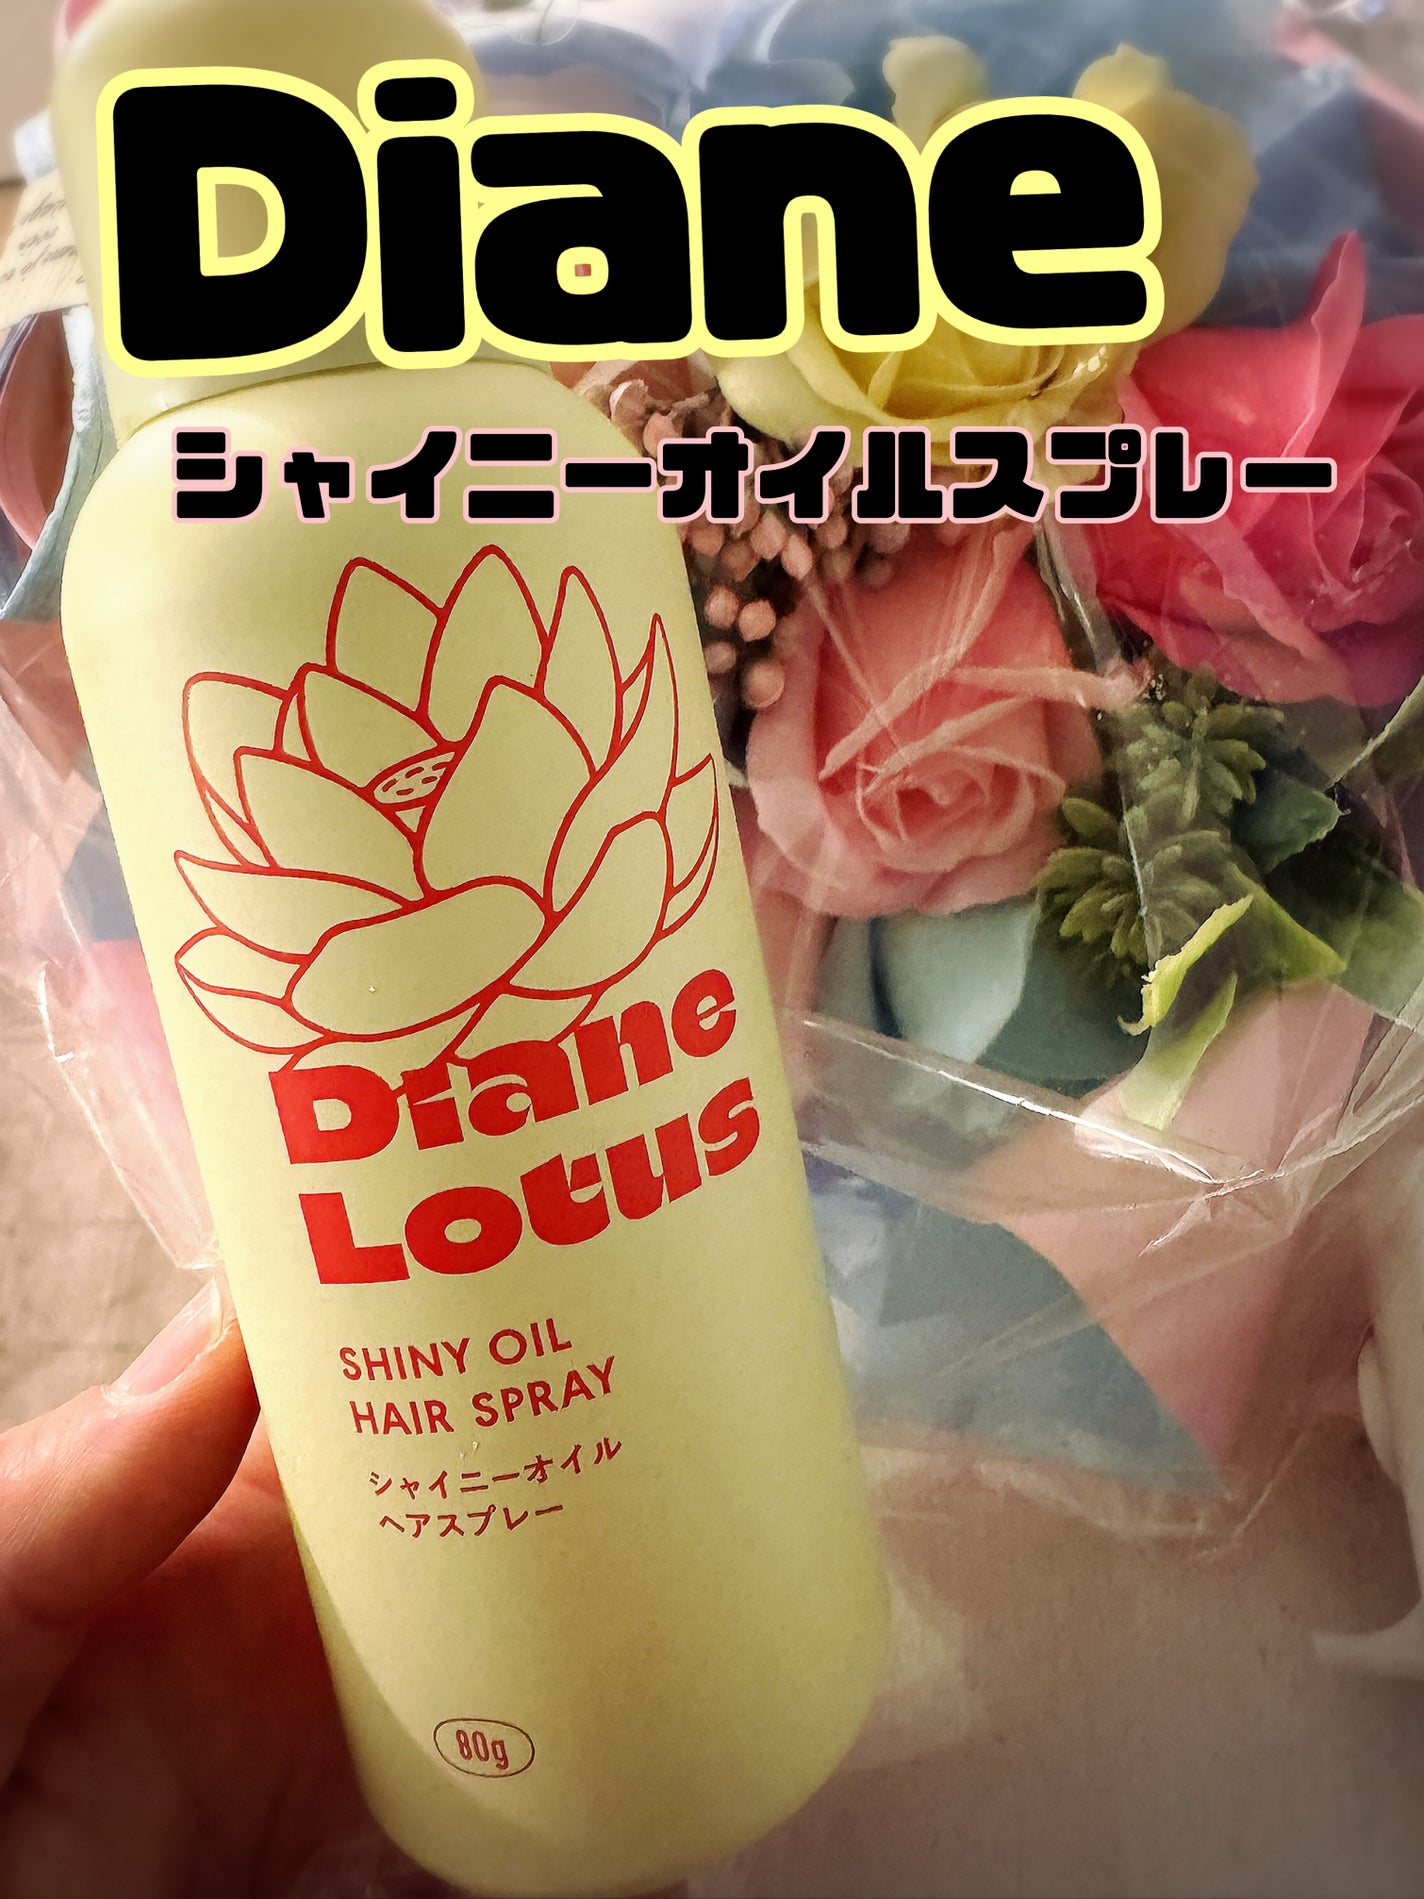 Diane
シャイニーオイルスプレー
Diane
Lotus
SHINY OIL
HAIR SPRAY
シャイニーオイル
ヘアスプレー
80g